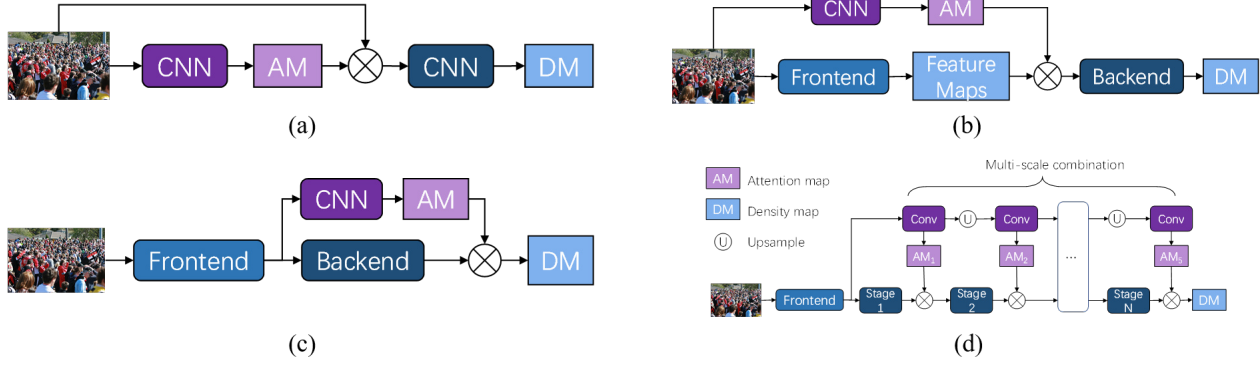 CNN
AM
CNN
DM
(a)
CNN
AM
Frontend
Feature
Maps
Backend
DM
(b)
CNN
AM
Frontend
Backend
DM
(c)
Multi-scale combination
AM Attention map
DM Density map
U Upsample
Conv U Conv U Conv
AM1 AM2 ... AM5
Frontend
Stage
1
Stage
2
Stage
N
DM
(d)